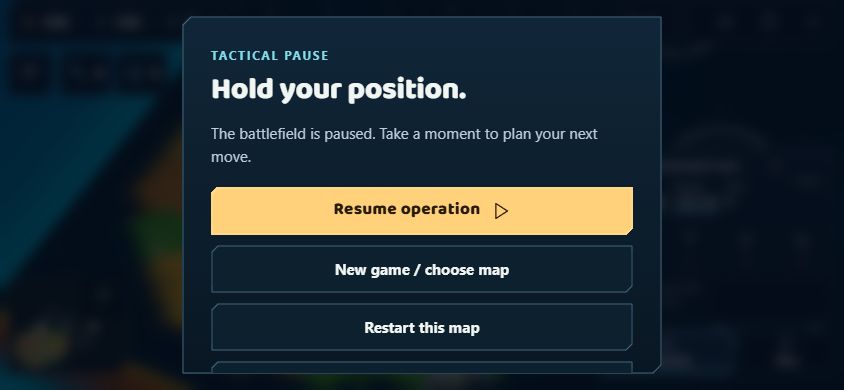 TACTICAL PAUSE
Hold your position.
The battlefield is paused. Take a moment to plan your next
move.
Resume operation
New game / choose map
Restart this map